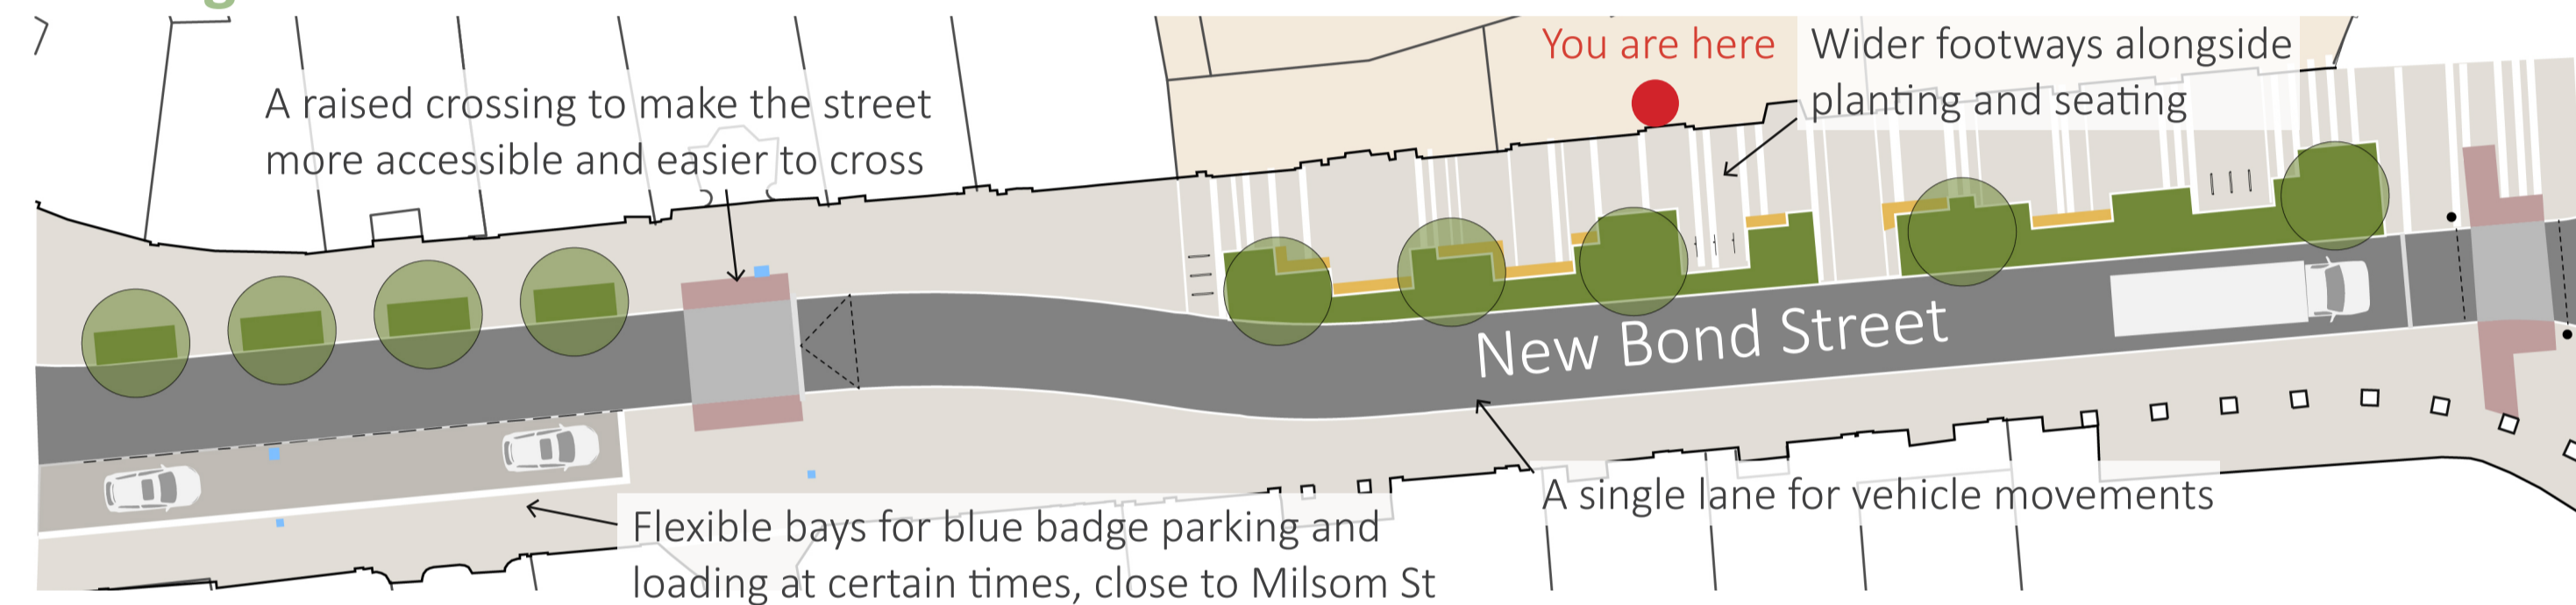 A raised crossing to make the street
more accessible and easier to cross
You are here
Wider footways alongside
planting and seating
New Bond Street
A single lane for vehicle movements
Flexible bays for blue badge parking and
loading at certain times, close to Milsom St